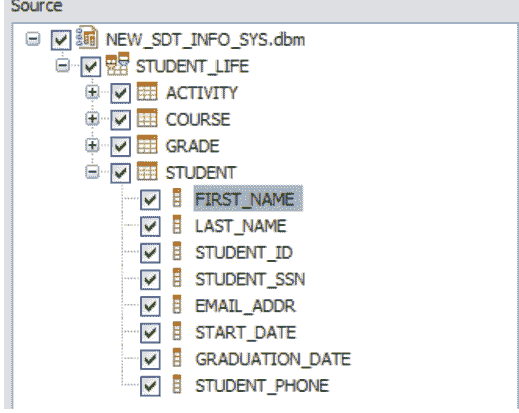 Source
NEW_SDT_INFO_SYS.dbm
STUDENT_LIFE
ACTIVITY
COURSE
GRADE
STUDENT
FIRST_NAME
LAST_NAME
STUDENT_ID
STUDENT_SSN
EMAIL_ADDR
START_DATE
GRADUATION_DATE
STUDENT_PHONE